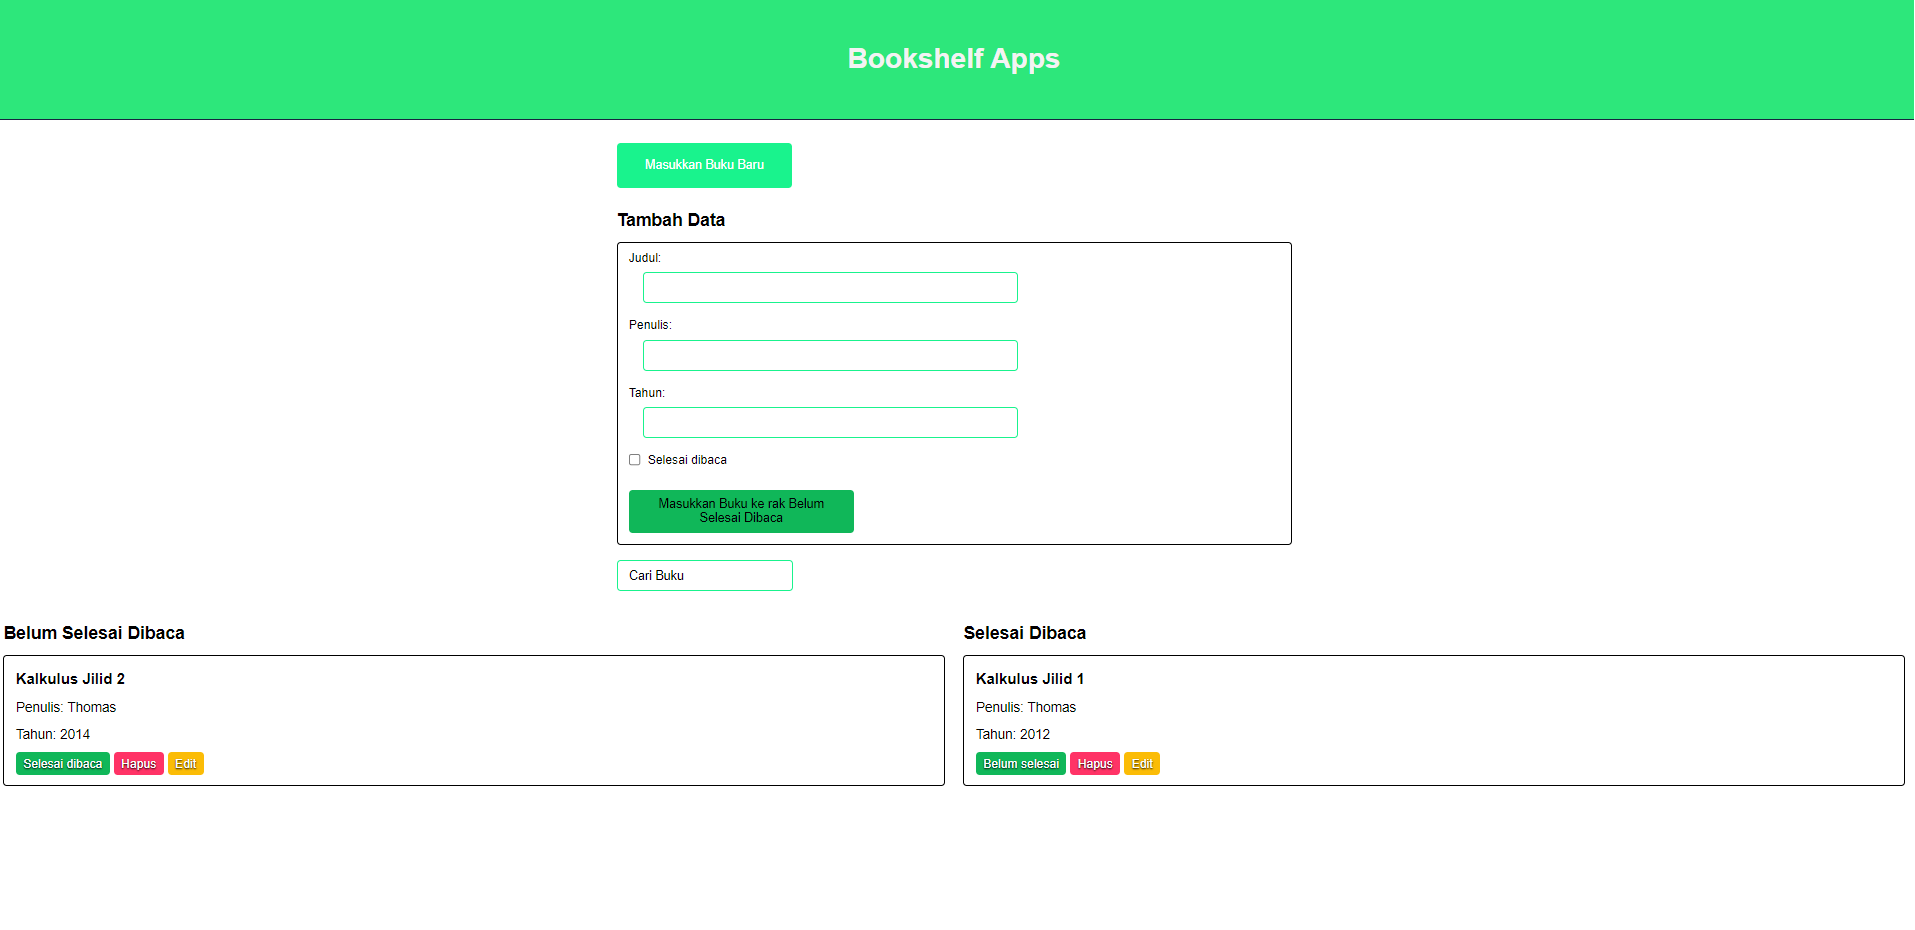 Bookshelf Apps
Masukkan Buku Baru
Tambah Data
Judul:
Penulis:
Tahun:
Selesai dibaca
Masukkan Buku ke rak Belum
Selesai Dibaca
Cari Buku
Belum Selesai Dibaca
Kalkulus Jilid 2
Penulis: Thomas
Tahun: 2014
Selesai dibaca Hapus Edit
Selesai Dibaca
Kalkulus Jilid 1
Penulis: Thomas
Tahun: 2012
Belum selesai Hapus Edit